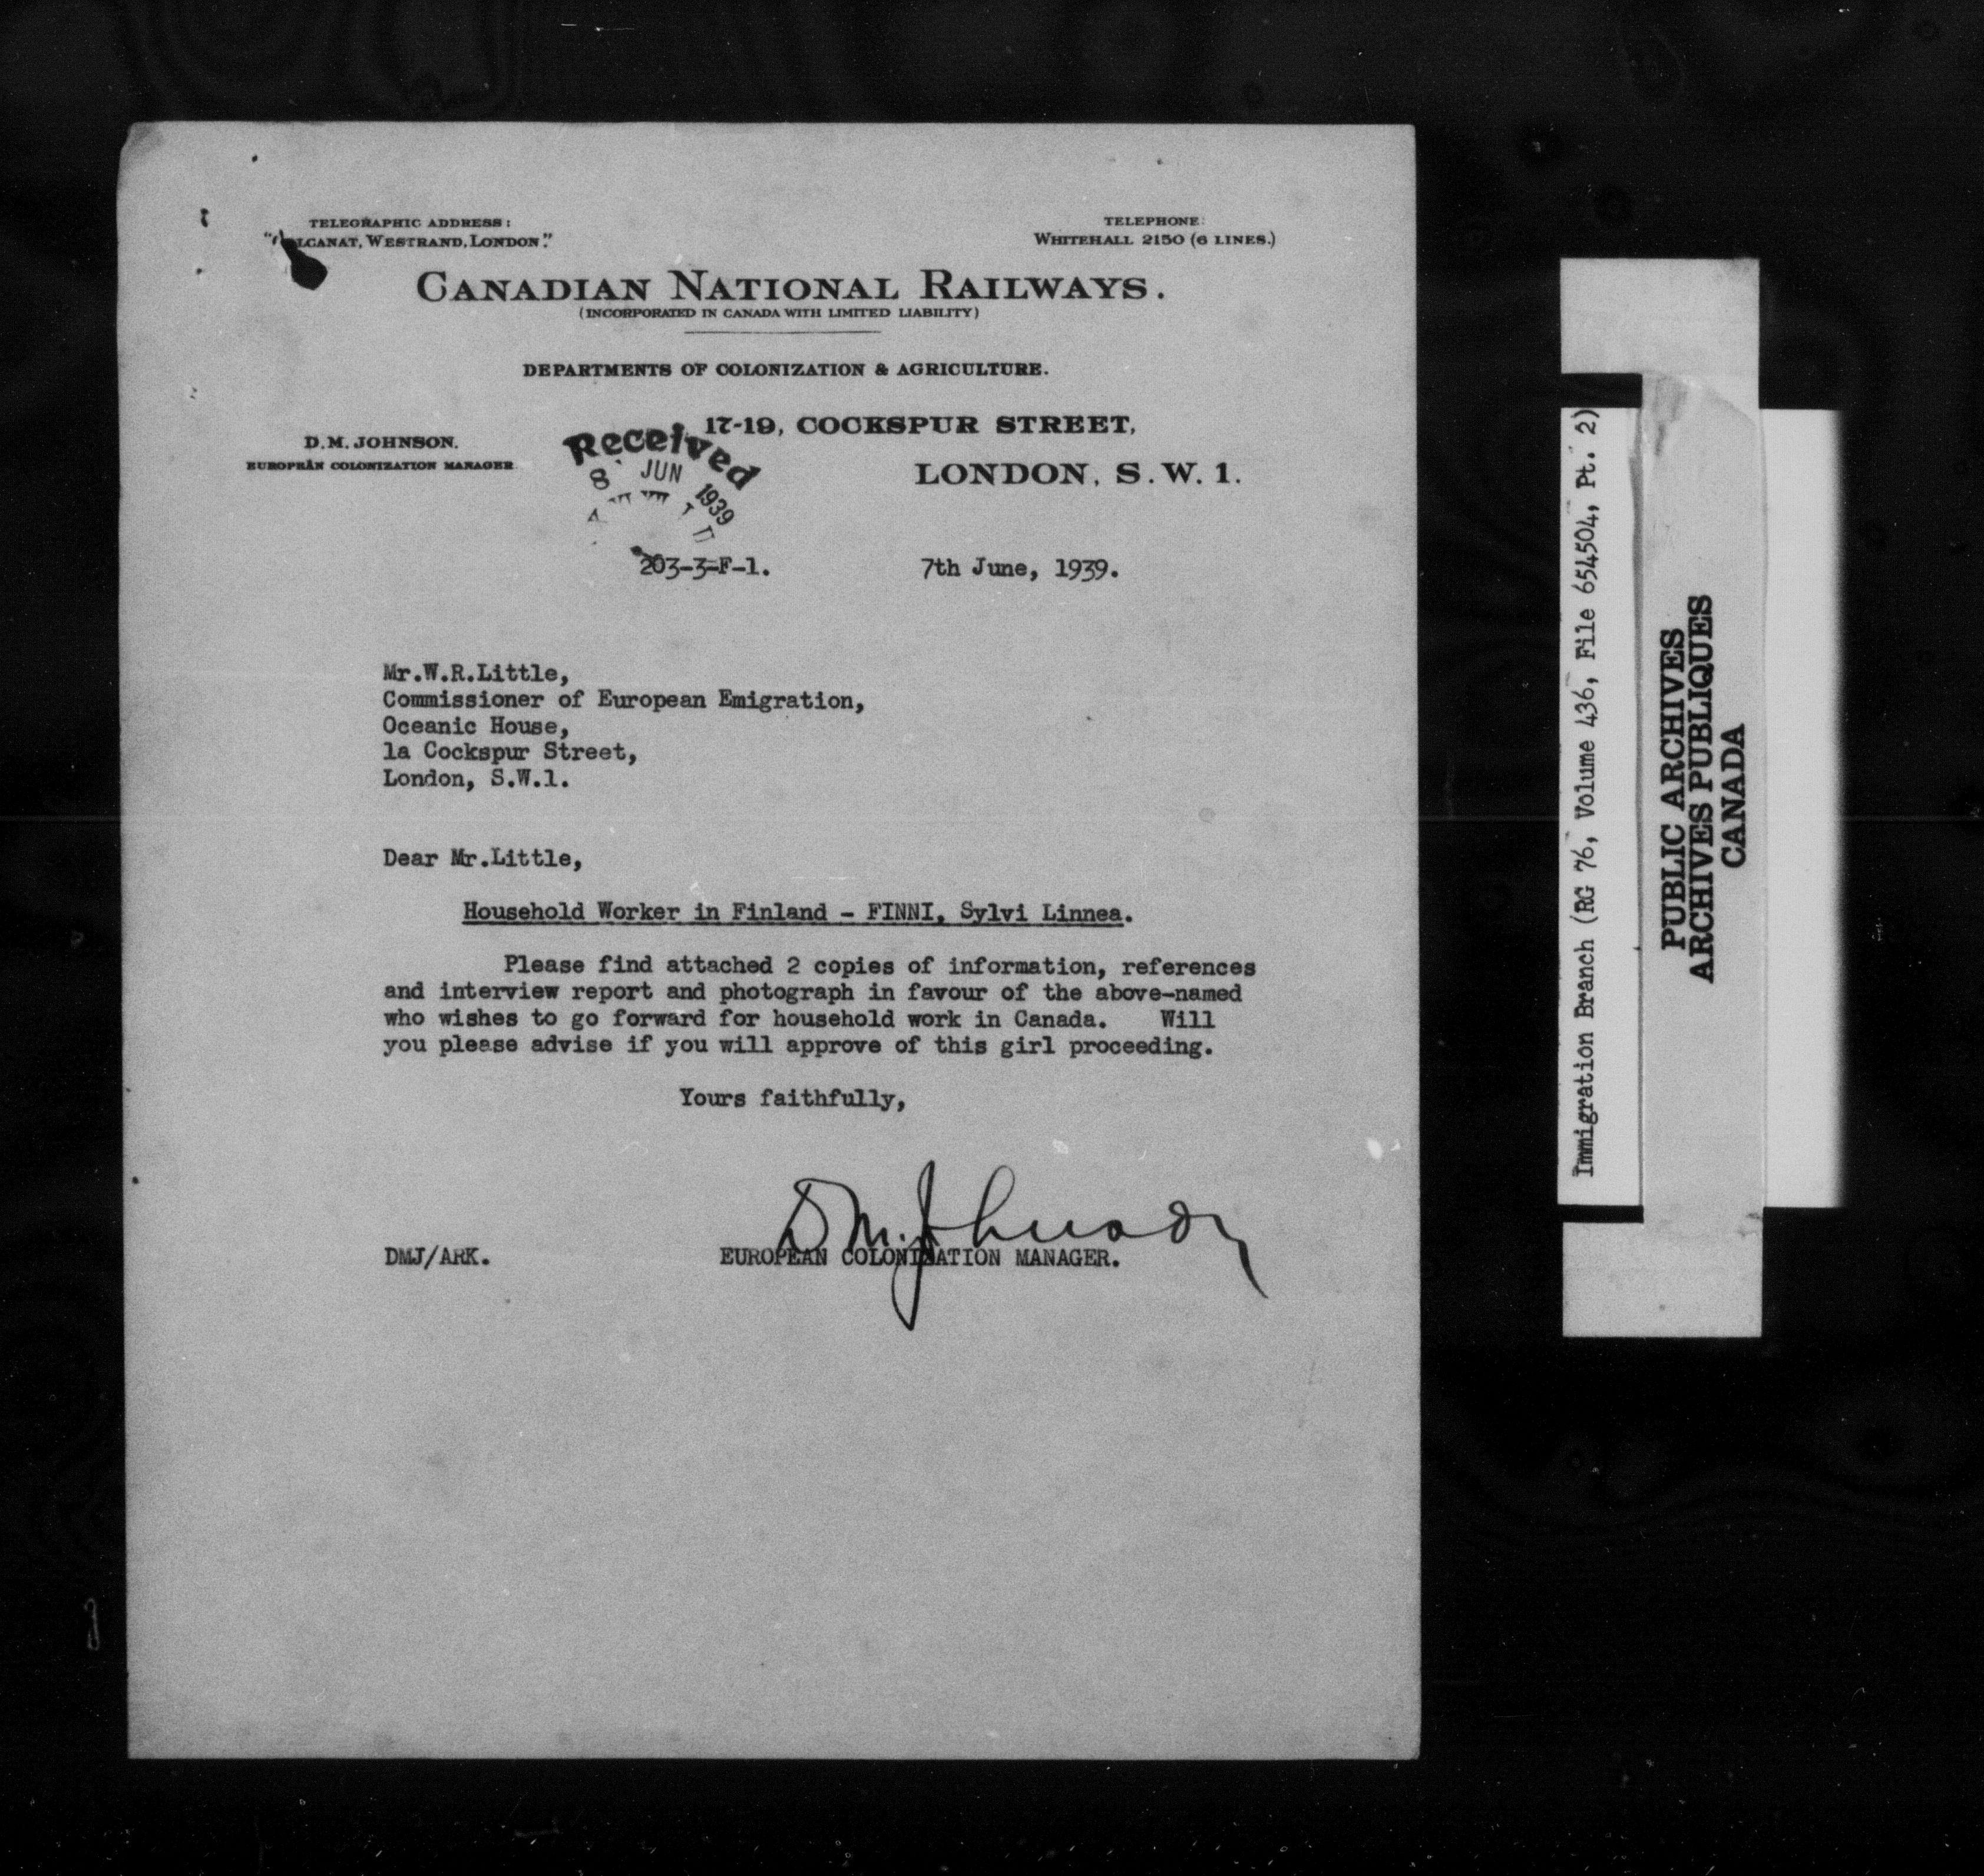 TELEGRAPHIC ADDRESS:
WESTRAND, LONDON."
TELEPHONE:
WHITEHALL 2150 (6 LINES.)
CANADIAN NATIONAL RAILWAYS.
(INCORPORATED IN CANADA WITH LIMITED LIABILITY)
DEPARTMENTS OF COLONIZATION & AGRICULTURE.
17-19, COCKSPUR STREET,
LONDON, S.W. 1.
D. M. JOHNSON.
EUROPEAN COLONIZATION MANAGER
Received
8 JUN 1939
203-3-F-1.
7th June, 1939.
Mr.W.R.Little,
Commissioner of European Emigration,
Oceanic House,
1a Cockspur Street,
London, S.W.1.
Dear Mr.Little,
Household Worker in Finland - FINNI, Sylvi Linnea.
Please find attached 2 copies of information, references
and interview report and photograph in favour of the above-named
who wishes to go forward for household work in Canada. Will
you please advise if you will approve of this girl proceeding.
Yours faithfully,
D M. Johnson
DMJ/ARK.
EUROPEAN COLONIZATION MANAGER.
Immigration Branch (RG 76, Volume 436, File 654504, Pt. 2)
PUBLIC ARCHIVES
ARCHIVES PUBLIQUES
CANADA